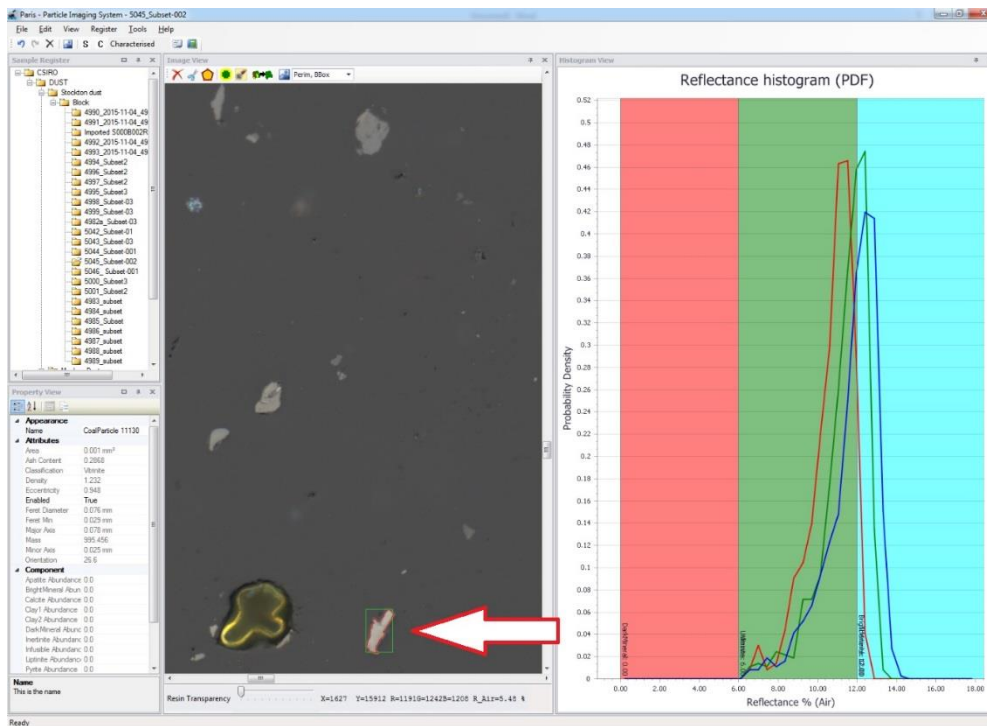 Paris - Particle Imaging System - 5045_Subset-002
File Edit View Register Tools Help
S C Characterised
Sample Register
CSIRO
DUST
Stockton dust
Block
4990_2015-11-04_49
4991_2015-11-04_49
Imported S000B002R
4992_2015-11-04_49
4993_2015-11-04_49
4994_Subset2
4996_Subset2
4997_Subset2
4995_Subset3
4998_Subset-03
4999_Subset-03
4982a_Subset-03
5042_Subset-01
5043_Subset-03
5044_Subset-001
5045_Subset-002
5046_ Subset-001
5000_Subset3
5001_Subset2
4983_subset
4984_subset
4985_Subset
4986_subset
4987_subset
4988_subset
4989_subset
Property View
Appearance
Name CoalParticle 11130
Attributes
Area 0.001 mm²
Ash Content 0.2868
Classification Vitrinite
Density 1.232
Eccentricity 0.948
Enabled True
Feret Diameter 0.076 mm
Feret Min 0.029 mm
Major Axis 0.078 mm
Mass 995.456
Minor Axis 0.025 mm
Orientation 26.6
Component
Apatite Abundance 0.0
BrightMineral Abun 0.0
Calcite Abundanc 0.0
Clay1 Abundance 0.0
Clay2 Abundance 0.0
DarkMineral Abunc 0.0
Inertinite Abundanc 0.0
Infusible Abundanc 0.0
Liptinite Abundanc 0.0
Pyrite Abundance 0.0
Name
This is the name
Ready
Image View
Perim, BBox
Resin Transparency X=1627 Y=15912 R=1191G=1242B=1208 R_Air=5.48 %
Histogram View
Reflectance histogram (PDF)
Probability Density
0.52
0.5
0.48
0.46
0.44
0.42
0.4
0.38
0.36
0.34
0.32
0.3
0.28
0.26
0.24
0.22
0.2
0.18
0.16
0.14
0.12
0.1
0.08
0.06
0.04
0.02
0
DarkMineral: 0.00
0.00 2.00 4.00 6.00 8.00 10.00 12.00 14.00 16.00 18.00
Reflectance % (Air)